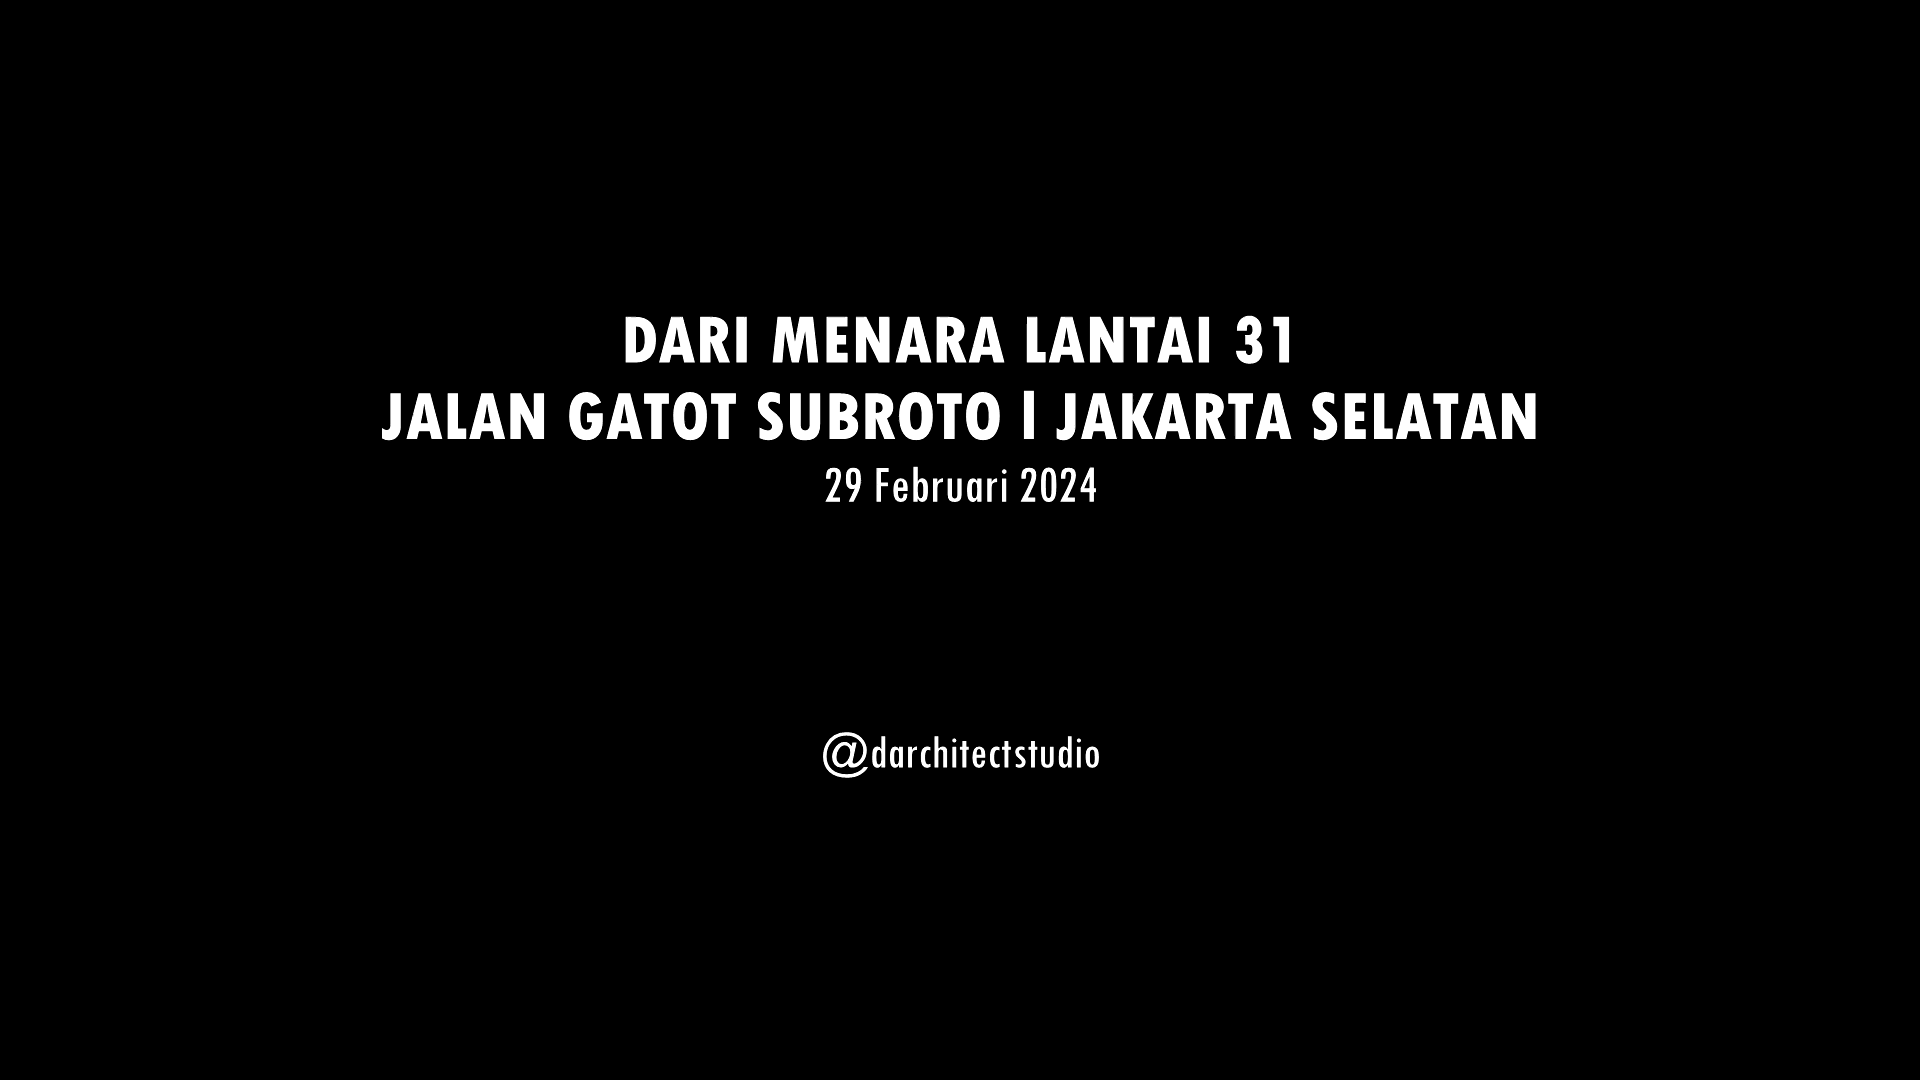 DARI MENARA LANTAI 31
JALAN GATOT SUBROTO | JAKARTA SELATAN
29 Februari 2024
@darchitectstudio